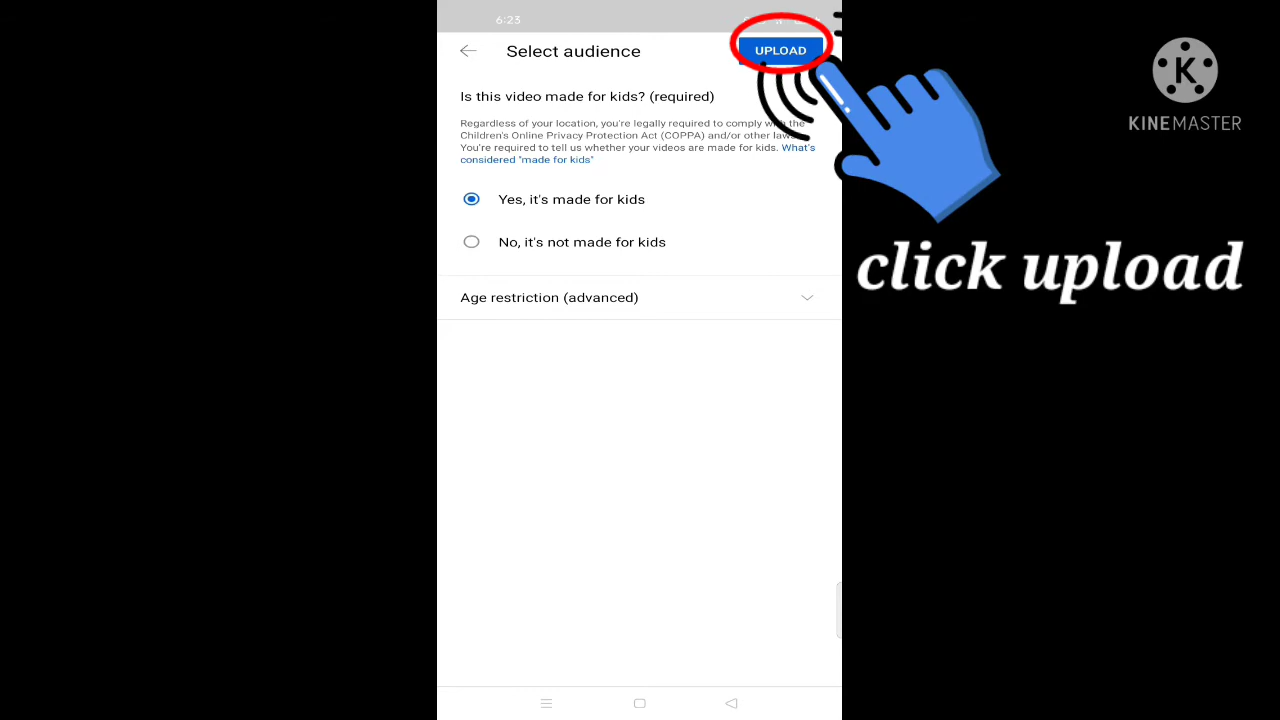 6:23
Select audience
UPLOAD
Is this video made for kids? (required)
Regardless of your location, you're legally required to comply with the
Children's Online Privacy Protection Act (COPPA) and/or other laws.
You're required to tell us whether your videos are made for kids. What's
considered "made for kids"
Yes, it's made for kids
No, it's not made for kids
Age restriction (advanced)
K
KINEMASTER
click upload